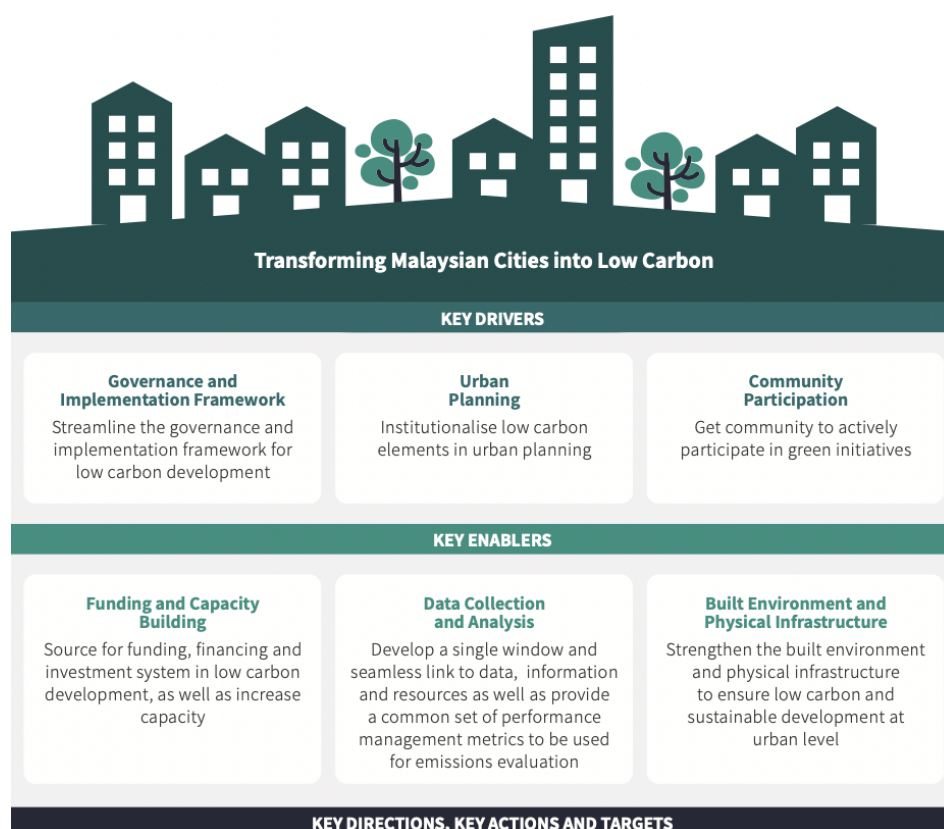 Transforming Malaysian Cities into Low Carbon
KEY DRIVERS
Governance and
Implementation Framework
Streamline the governance and
implementation framework for
low carbon development
Urban
Planning
Institutionalise low carbon
elements in urban planning
Community
Participation
Get community to actively
participate in green initiatives
KEY ENABLERS
Funding and Capacity
Building
Source for funding, financing and
investment system in low carbon
development, as well as increase
capacity
Data Collection
and Analysis
Develop a single window and
seamless link to data, information
and resources as well as provide
a common set of performance
management metrics to be used
for emissions evaluation
Built Environment and
Physical Infrastructure
Strengthen the built environment
and physical infrastructure
to ensure low carbon and
sustainable development at
urban level
KEY DIRECTIONS, KEY ACTIONS AND TARGETS